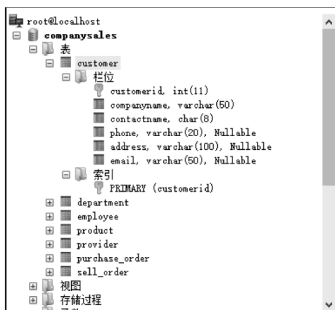 root@localhost
companysales
表
customer
栏位
customerid, int(11)
companyname, varchar(50)
contactname, char(8)
phone, varchar(20), Nullable
address, varchar(100), Nullable
email, varchar(50), Nullable
索引
PRIMARY (customerid)
department
employee
product
provider
purchase_order
sell_order
视图
存储过程